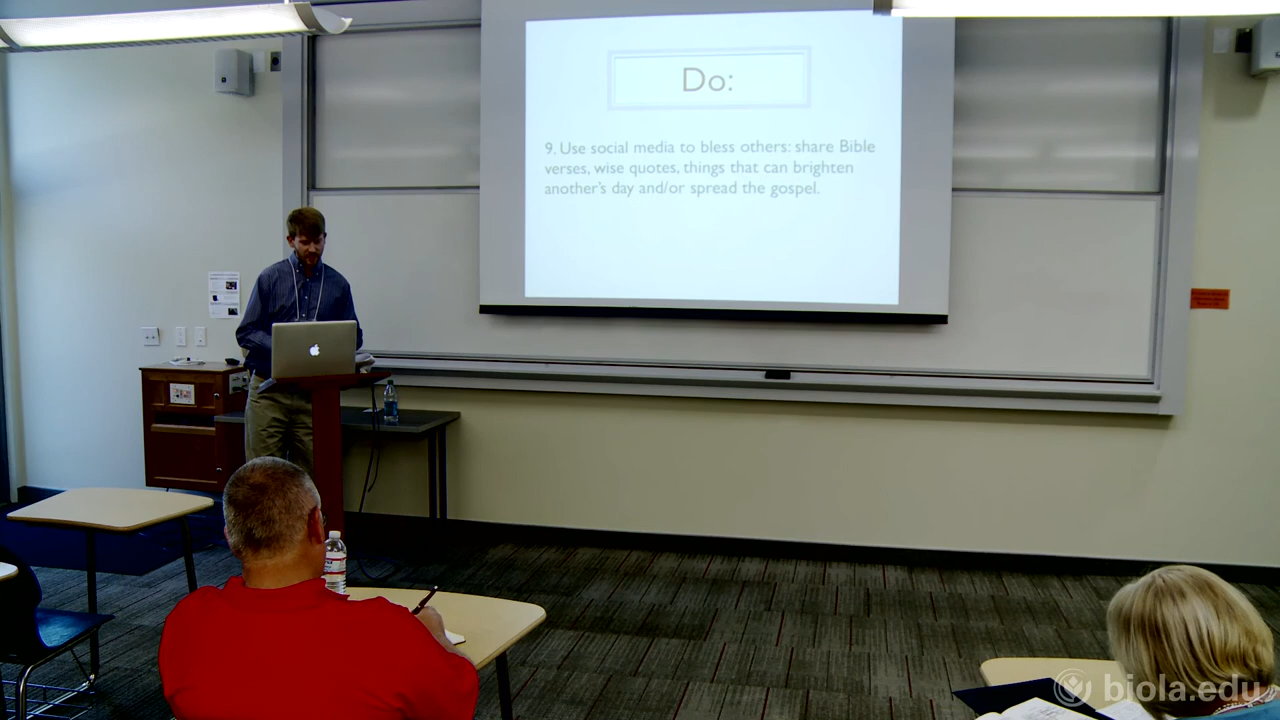 Do:
9. Use social media to bless others: share Bible
verses, wise quotes, things that can brighten
another's day and/or spread the gospel.
biola.edu